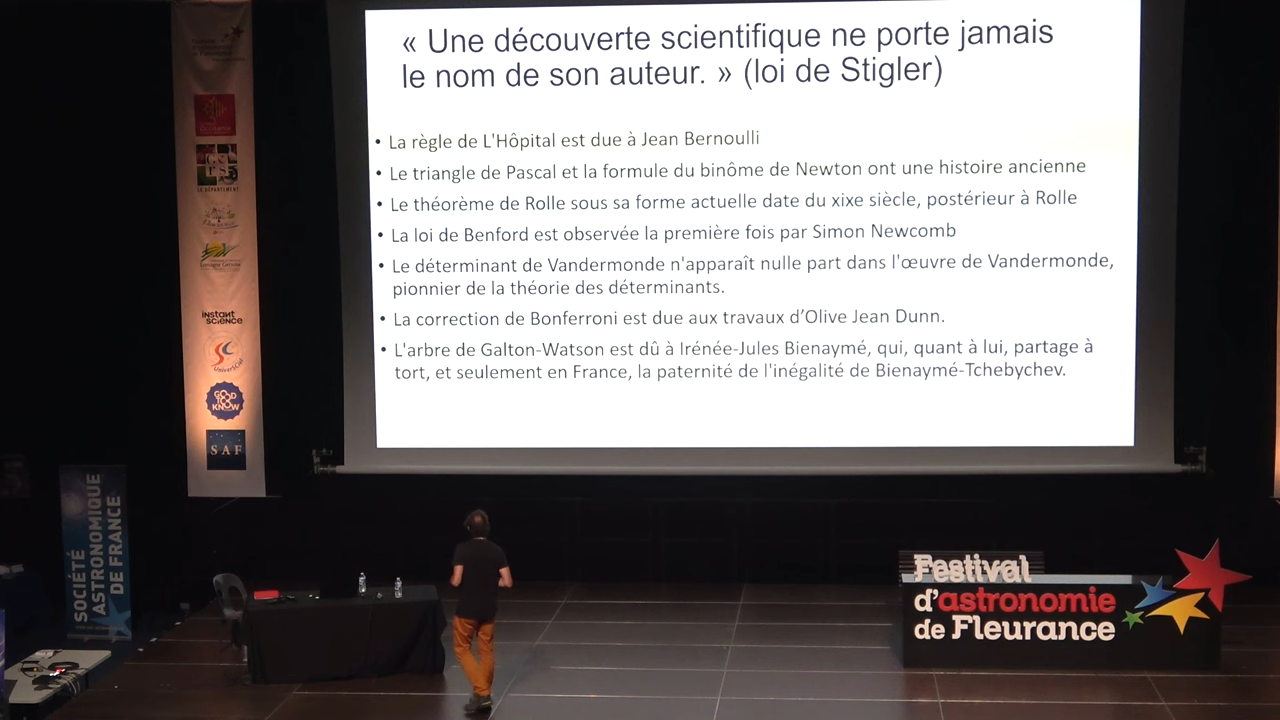 « Une découverte scientifique ne porte jamais
le nom de son auteur. » (loi de Stigler)
• La règle de L'Hôpital est due à Jean Bernoulli
• Le triangle de Pascal et la formule du binôme de Newton ont une histoire ancienne
• Le théorème de Rolle sous sa forme actuelle date du xixe siècle, postérieur à Rolle
• La loi de Benford est observée la première fois par Simon Newcomb
• Le déterminant de Vandermonde n'apparaît nulle part dans l'œuvre de Vandermonde,
pionnier de la théorie des déterminants.
• La correction de Bonferroni est due aux travaux d’Olive Jean Dunn.
• L'arbre de Galton-Watson est dû à Irénée-Jules Bienaymé, qui, quant à lui, partage à
tort, et seulement en France, la paternité de l'inégalité de Bienaymé-Tchebychev.
LE DÉPARTEMENT
instant
science
GOOD
TO
KNOW
SAF
SOCIÉTÉ
ASTRONOMIQUE
DE FRANCE
Festival
d'astronomie
de Fleurance